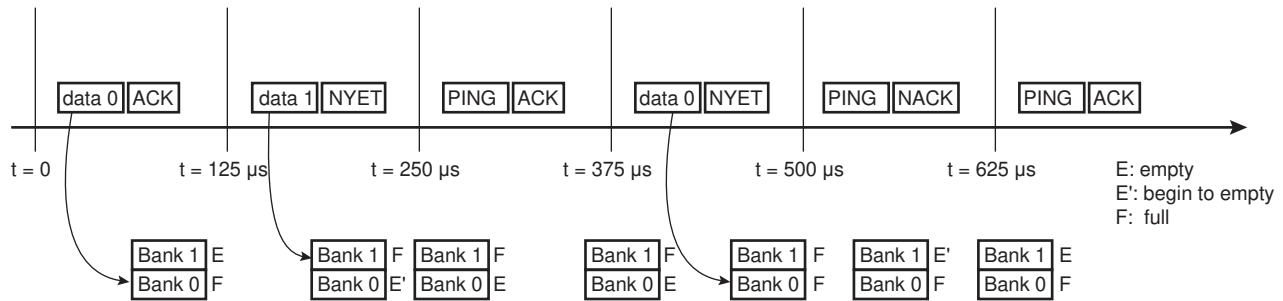 data 0 ACK data 1 NYET PING ACK data 0 NYET PING NACK PING ACK
t = 0 t = 125 µs t = 250 µs t = 375 µs t = 500 µs t = 625 µs E: empty
E': begin to empty
F: full
Bank 1 E Bank 1 F Bank 1 F Bank 1 F Bank 1 F Bank 1 E' Bank 1 E
Bank 0 F Bank 0 E' Bank 0 E Bank 0 E Bank 0 F Bank 0 F Bank 0 F